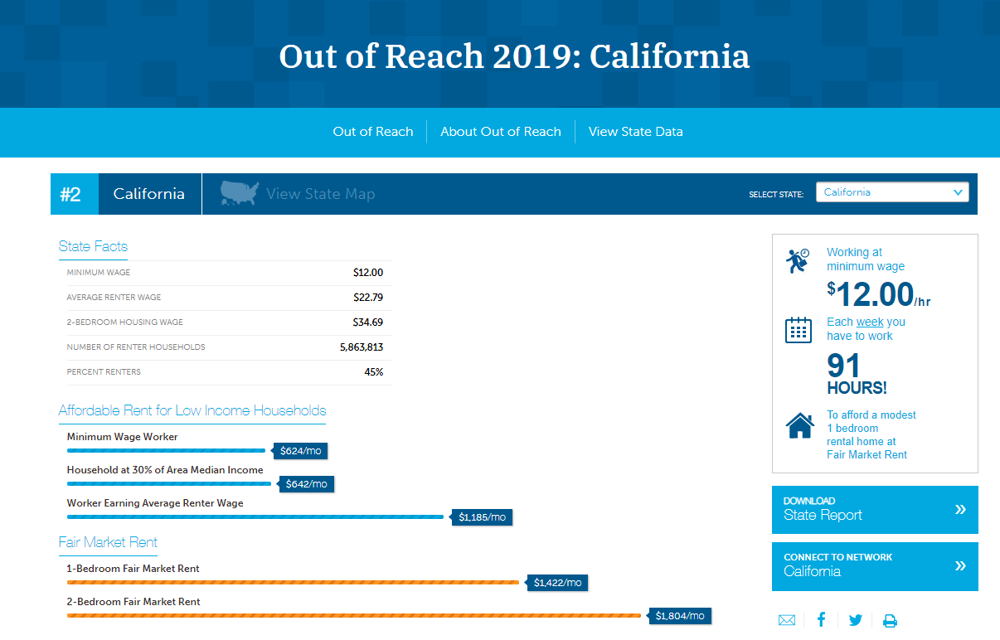 Out of Reach 2019: California
Out of Reach
About Out of Reach
View State Data
#2
California
View State Map
SELECT STATE:
California
State Facts
MINIMUM WAGE $12.00
AVERAGE RENTER WAGE $22.79
2-BEDROOM HOUSING WAGE $34.69
NUMBER OF RENTER HOUSEHOLDS 5,863,813
PERCENT RENTERS 45%
Affordable Rent for Low Income Households
Minimum Wage Worker
$624/mo
Household at 30% of Area Median Income
$642/mo
Worker Earning Average Renter Wage
$1,185/mo
Fair Market Rent
1-Bedroom Fair Market Rent
$1,422/mo
2-Bedroom Fair Market Rent
$1,804/mo
Working at
minimum wage
$12.00/hr
Each week you
have to work
91
HOURS!
To afford a modest
1 bedroom
rental home at
Fair Market Rent
DOWNLOAD
State Report
CONNECT TO NETWORK
California